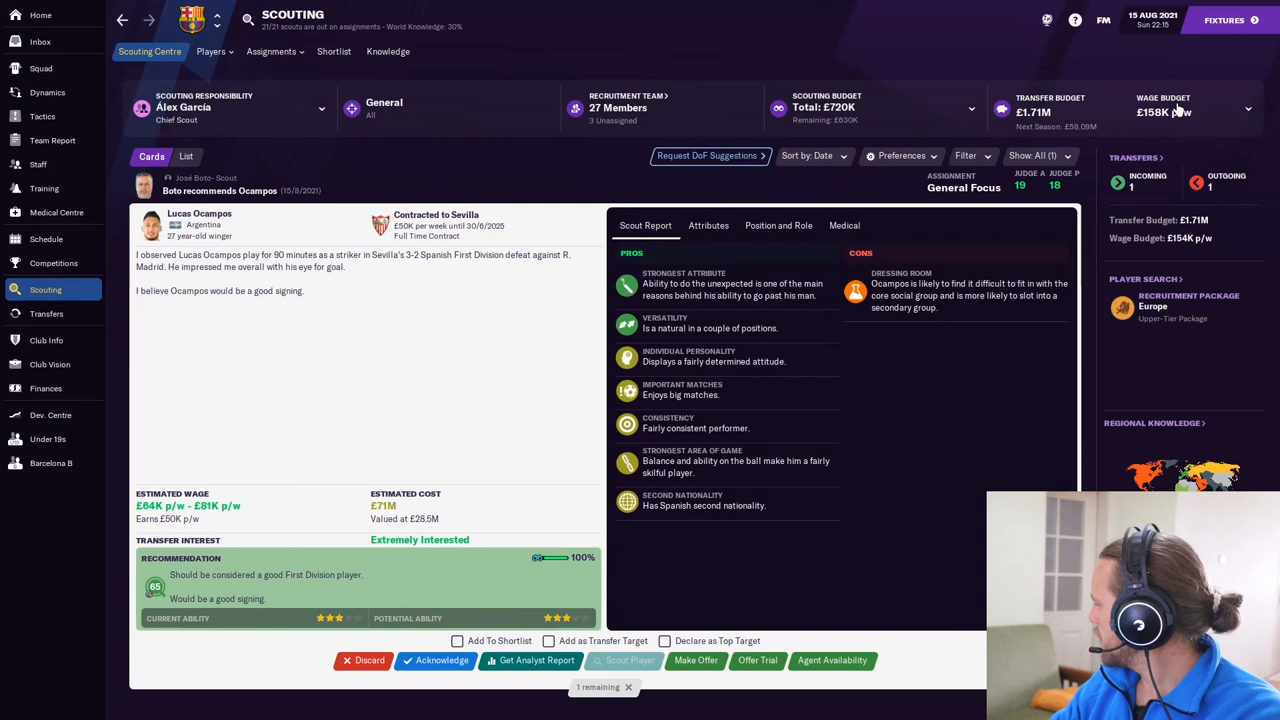 Home
SCOUTING
21/21 scouts are out on assignments - World Knowledge: 30%
FM
15 AUG 2021
Sun 22:15
FIXTURES
Inbox
Squad
Dynamics
Tactics
Team Report
Staff
Training
Medical Centre
Schedule
Competitions
Scouting
Transfers
Club Info
Club Vision
Finances
Dev. Centre
Under 19s
Barcelona B
Scouting Centre
Players
Assignments
Shortlist
Knowledge
SCOUTING RESPONSIBILITY
Álex García
Chief Scout
General
All
RECRUITMENT TEAM
27 Members
3 Unassigned
SCOUTING BUDGET
Total: £720K
Remaining: £630K
TRANSFER BUDGET
£1.71M
Next Season: £58.09M
WAGE BUDGET
£158K p/w
Cards
List
Request DoF Suggestions
Sort by: Date
Preferences
Filter
Show: All (1)
José Boto- Scout
Boto recommends Ocampos (15/8/2021)
ASSIGNMENT
General Focus
JUDGE A
19
JUDGE P
18
Lucas Ocampos
Argentina
27 year-old winger
Contracted to Sevilla
£50K per week until 30/6/2025
Full Time Contract
I observed Lucas Ocampos play for 90 minutes as a striker in Sevilla's 3-2 Spanish First Division defeat against R.
Madrid. He impressed me overall with his eye for goal.
I believe Ocampos would be a good signing.
ESTIMATED WAGE
£64K p/w - £81K p/w
Earns £50K p/w
ESTIMATED COST
£71M
Valued at £28.5M
TRANSFER INTEREST
Extremely Interested
RECOMMENDATION
100%
65
Should be considered a good First Division player.
Would be a good signing.
CURRENT ABILITY
POTENTIAL ABILITY
Scout Report
Attributes
Position and Role
Medical
PROS
STRONGEST ATTRIBUTE
Ability to do the unexpected is one of the main
reasons behind his ability to go past his man.
VERSATILITY
Is a natural in a couple of positions.
INDIVIDUAL PERSONALITY
Displays a fairly determined attitude.
IMPORTANT MATCHES
Enjoys big matches.
CONSISTENCY
Fairly consistent performer.
STRONGEST AREA OF GAME
Balance and ability on the ball make him a fairly
skilful player.
SECOND NATIONALITY
Has Spanish second nationality.
CONS
DRESSING ROOM
Ocampos is likely to find it difficult to fit in with the
core social group and is more likely to slot into a
secondary group.
Add To Shortlist
Add as Transfer Target
Declare as Top Target
Discard
Acknowledge
Get Analyst Report
Scout Player
Make Offer
Offer Trial
Agent Availability
1 remaining
TRANSFERS
INCOMING
1
OUTGOING
1
Transfer Budget: £1.71M
Wage Budget: £154K p/w
PLAYER SEARCH
RECRUITMENT PACKAGE
Europe
Upper-Tier Package
REGIONAL KNOWLEDGE